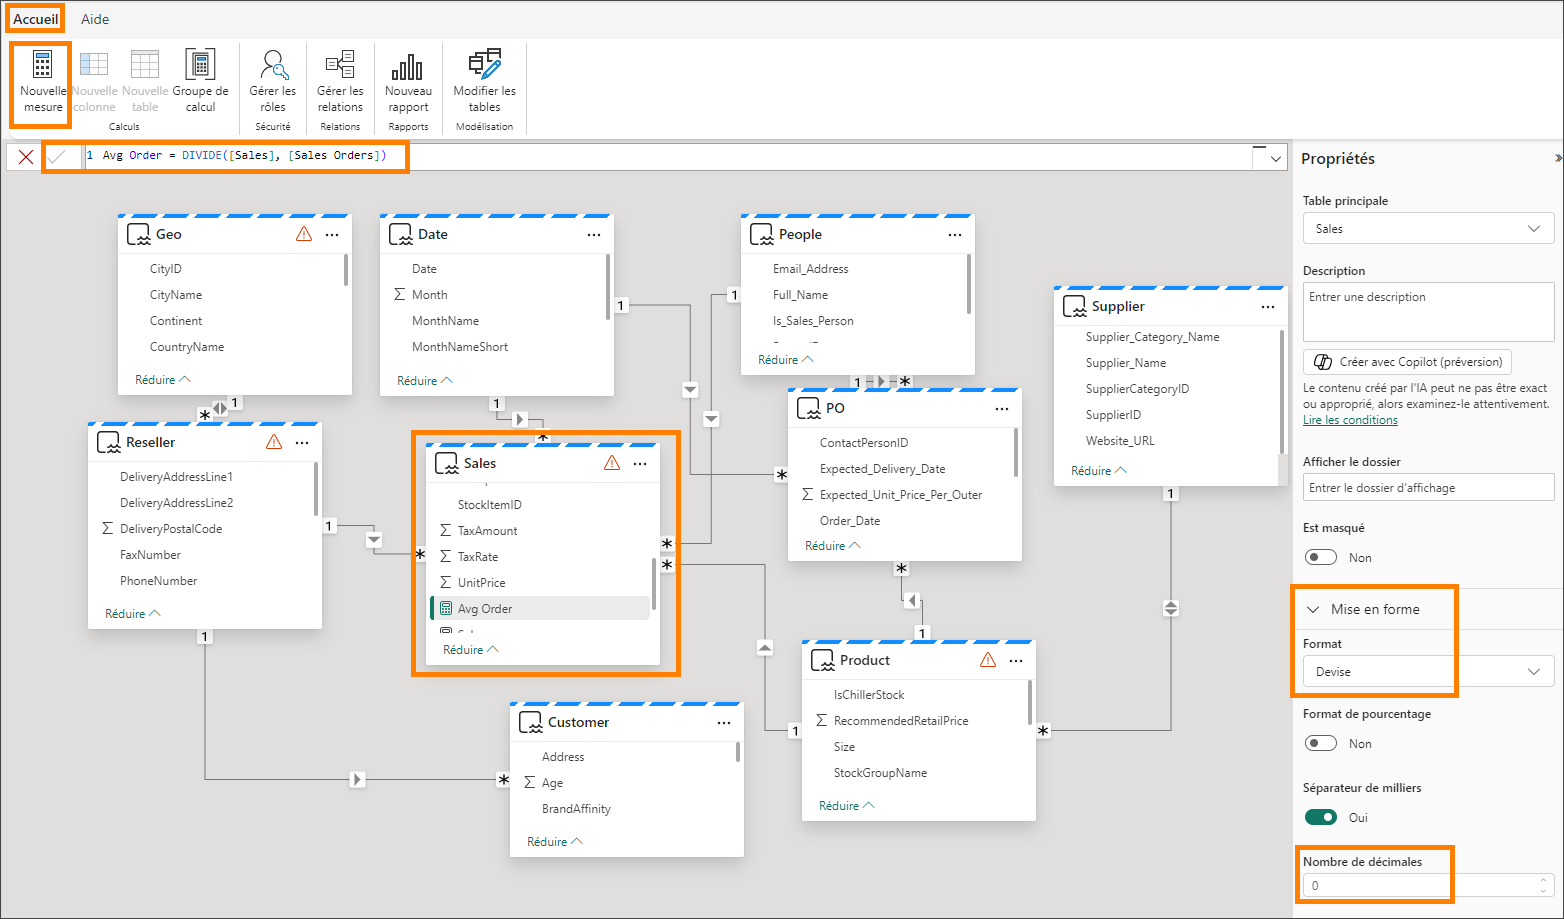 Accueil Aide
Nouvelle mesure
Nouvelle colonne
Nouvelle table
Groupe de calcul
Calculs
Gérer les rôles
Sécurité
Gérer les relations
Relations
Nouveau rapport
Rapports
Modifier les tables
Modélisation
1 Avg Order = DIVIDE([Sales], [Sales Orders])
Geo
CityID
CityName
Continent
CountryName
Réduire
Date
Date
Month
MonthName
MonthNameShort
Réduire
People
Email_Address
Full_Name
Is_Sales_Person
Réduire
Supplier
Supplier_Category_Name
Supplier_Name
SupplierCategoryID
SupplierID
Website_URL
Réduire
Reseller
DeliveryAddressLine1
DeliveryAddressLine2
DeliveryPostalCode
FaxNumber
PhoneNumber
Réduire
Sales
StockItemID
TaxAmount
TaxRate
UnitPrice
Avg Order
Réduire
PO
ContactPersonID
Expected_Delivery_Date
Expected_Unit_Price_Per_Outer
Order_Date
Réduire
Customer
Address
Age
BrandAffinity
Réduire
Product
IsChillerStock
RecommendedRetailPrice
Size
StockGroupName
Réduire
1
*
1
1
*
1
*
1
*
1
*
*
*
1
*
1
*
1
1
*
Propriétés
Table principale
Sales
Description
Entrer une description
Créer avec Copilot (préversion)
Le contenu créé par l'IA peut ne pas être exact
ou approprié, alors examinez-le attentivement.
Lire les conditions
Afficher le dossier
Entrer le dossier d'affichage
Est masqué
Non
Mise en forme
Format
Devise
Format de pourcentage
Non
Séparateur de milliers
Oui
Nombre de décimales
0